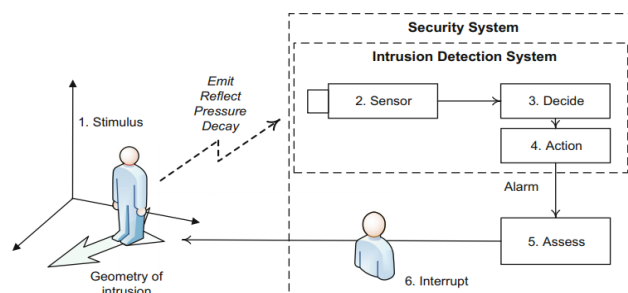 Security System
Intrusion Detection System
Emit
Reflect
Pressure
Decay
1. Stimulus
2. Sensor
3. Decide
4. Action
Alarm
5. Assess
6. Interrupt
Geometry of
intrusion